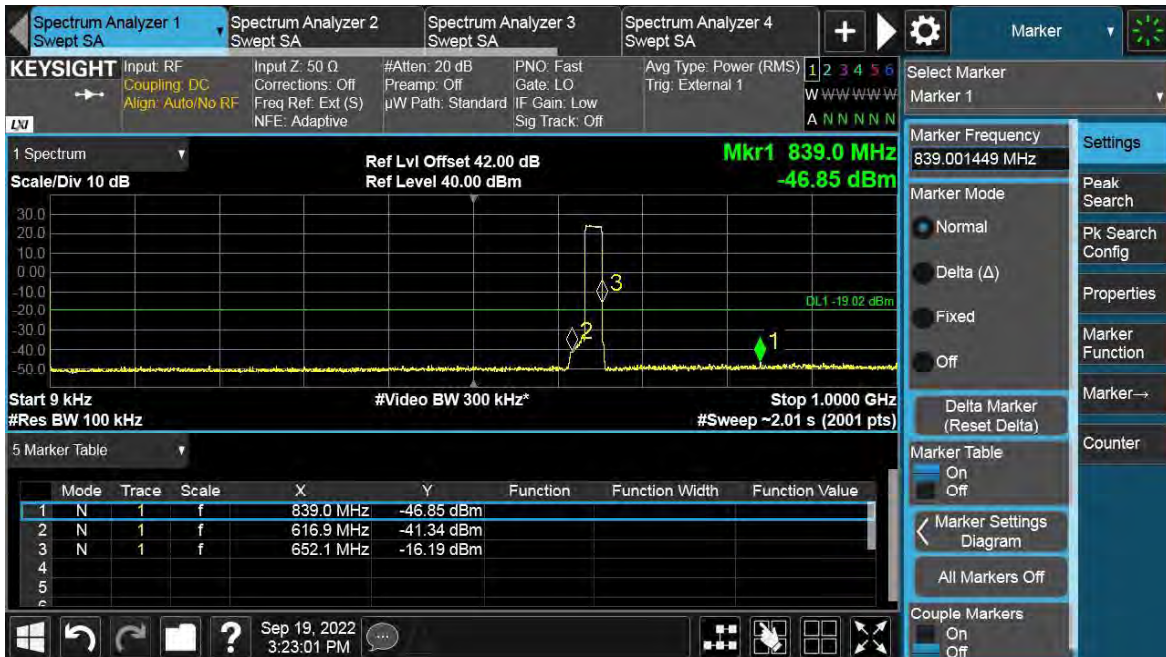 Spectrum Analyzer 1
Swept SA
Spectrum Analyzer 2
Swept SA
Spectrum Analyzer 3
Swept SA
Spectrum Analyzer 4
Swept SA
+
Marker
KEYSIGHT
LXI
Input: RF
Coupling: DC
Align: Auto/No RF
Input Z: 50 Ω
Corrections: Off
Freq Ref: Ext (S)
NFE: Adaptive
#Atten: 20 dB
Preamp: Off
µW Path: Standard
PNO: Fast
Gate: LO
IF Gain: Low
Sig Track: Off
Avg Type: Power (RMS)
Trig: External 1
1 2 3 4 5 6
W W W W W W
A N N N N N
Select Marker
Marker 1
1 Spectrum
Scale/Div 10 dB
Ref Lvl Offset 42.00 dB
Ref Level 40.00 dBm
Mkr1 839.0 MHz
-46.85 dBm
30.0
20.0
10.0
0.00
-10.0
-20.0
-30.0
-40.0
-50.0
3
DL1 -19.02 dBm
2
1
Start 9 kHz
#Res BW 100 kHz
#Video BW 300 kHz*
Stop 1.0000 GHz
#Sweep ~2.01 s (2001 pts)
5 Marker Table
Mode Trace Scale X Y Function Function Width Function Value
1 N 1 f 839.0 MHz -46.85 dBm
2 N 1 f 616.9 MHz -41.34 dBm
3 N 1 f 652.1 MHz -16.19 dBm
4
5
6
Marker Frequency
839.001449 MHz
Marker Mode
Normal
Delta (Δ)
Fixed
Off
Delta Marker
(Reset Delta)
Marker Table
On
Off
Marker Settings
Diagram
All Markers Off
Couple Markers
On
Off
Settings
Peak
Search
Pk Search
Config
Properties
Marker
Function
Marker→
Counter
?
Sep 19, 2022
3:23:01 PM